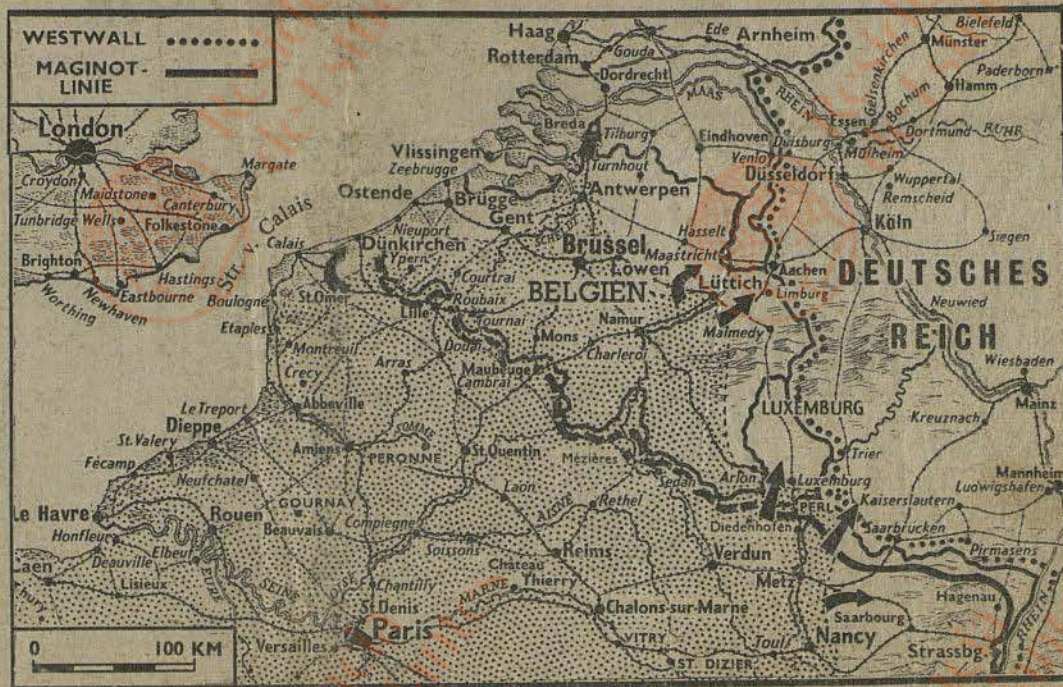 WESTWALL
MAGINOT-
LINIE
London
Croydon
Maidstone
Margate
Canterbury
Tunbridge Wells
Folkestone
Brighton
Hastings
Eastbourne
Newhaven
Worthing
Str. v. Calais
Haag
Rotterdam
Gouda
Ede
Arnheim
Dordrecht
MAAS
RHEIN
Bielefeld
Münster
Gelsenkirchen
Bochum
Paderborn
Hamm
Essen
Dortmund
RUHR
Duisburg
Mülheim
Breda
Tilburg
Eindhoven
Venlo
Düsseldorf
Wuppertal
Remscheid
Vlissingen
Zeebrugge
Turnhout
Antwerpen
Ostende
Brügge
Gent
Nieuport
Calais
Dünkirchen
Ypern
Courtrai
Brüssel
Löwen
Hasselt
Maastricht
Köln
Siegen
Aachen
DEUTSCHES
REICH
BELGIEN
Lüttich
Limburg
Neuwied
Boulogne
St. Omer
Roubaix
Lille
Tournai
Etaples
Montreuil
Crecy
Arras
Douai
Mons
Namur
Malmedy
Charleroi
Maubeuge
Cambrai
Wiesbaden
Mainz
Kreuznach
LUXEMBURG
Le Treport
Abbeville
Dieppe
St. Valery
Fécamp
Neufchatel
Amiens
SOMME
PERONNE
St. Quentin
Mézières
Sedan
Arlon
Luxemburg
Trier
Mannheim
Ludwigshafen
Kaiserslautern
PERL
Diedenhofen
Saarbrücken
Pirmasens
Le Havre
Honfleur
Rouen
GOURNAY
Beauvais
Compiegne
Laon
AISNE
Rethel
Soissons
Reims
Verdun
Metz
Hagenau
Caen
Deauville
Elbeuf
Lisieux
SEINE
OISE
Chantilly
Château
Thierry
MARNE
Chalons-sur-Marne
St Denis
Paris
Versailles
VITRY
ST. DIZIER
Toul
Nancy
Saarbourg
Strassbg.
RHEIN
0 100 KM